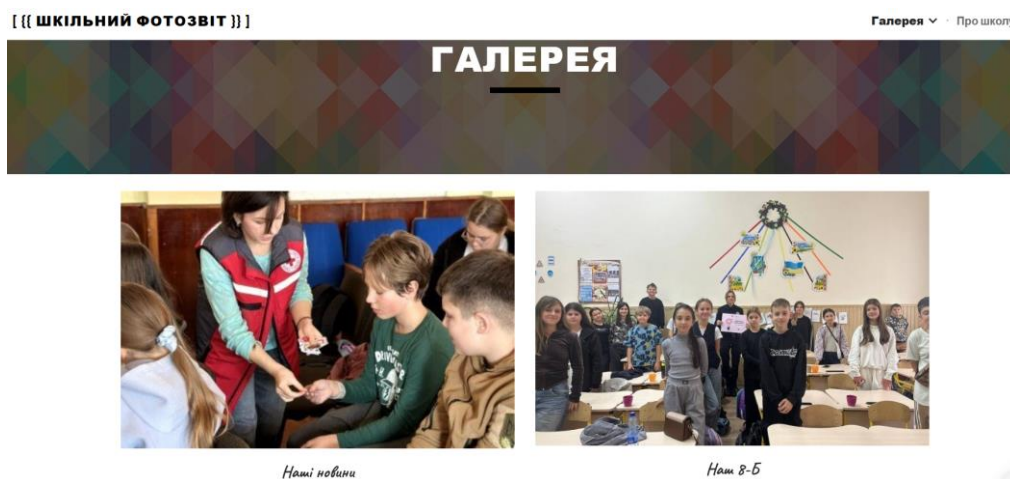 [ {{ ШКІЛЬНИЙ ФОТОЗВІТ }} ]
Галерея · Про школу
ГАЛЕРЕЯ
Наші новини
Наш 8-Б